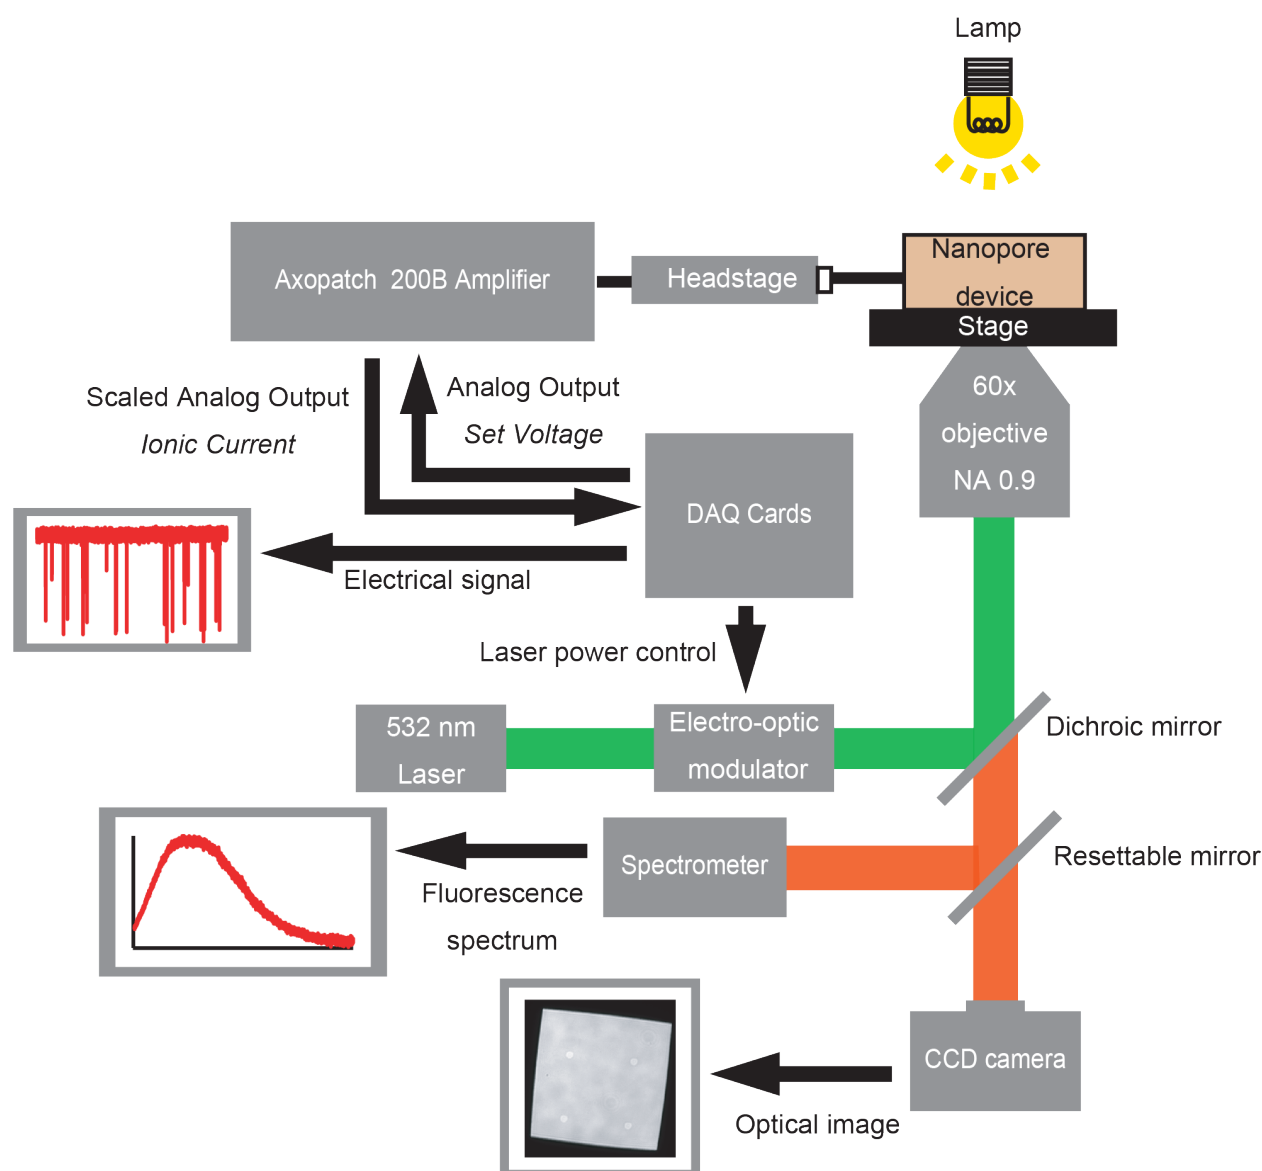 Lamp
Axopatch 200B Amplifier
Headstage
Nanopore
device
Stage
60x
objective
NA 0.9
Scaled Analog Output
Ionic Current
Analog Output
Set Voltage
DAQ Cards
Electrical signal
Laser power control
532 nm
Laser
Electro-optic
modulator
Dichroic mirror
Resettable mirror
Spectrometer
Fluorescence
spectrum
CCD camera
Optical image